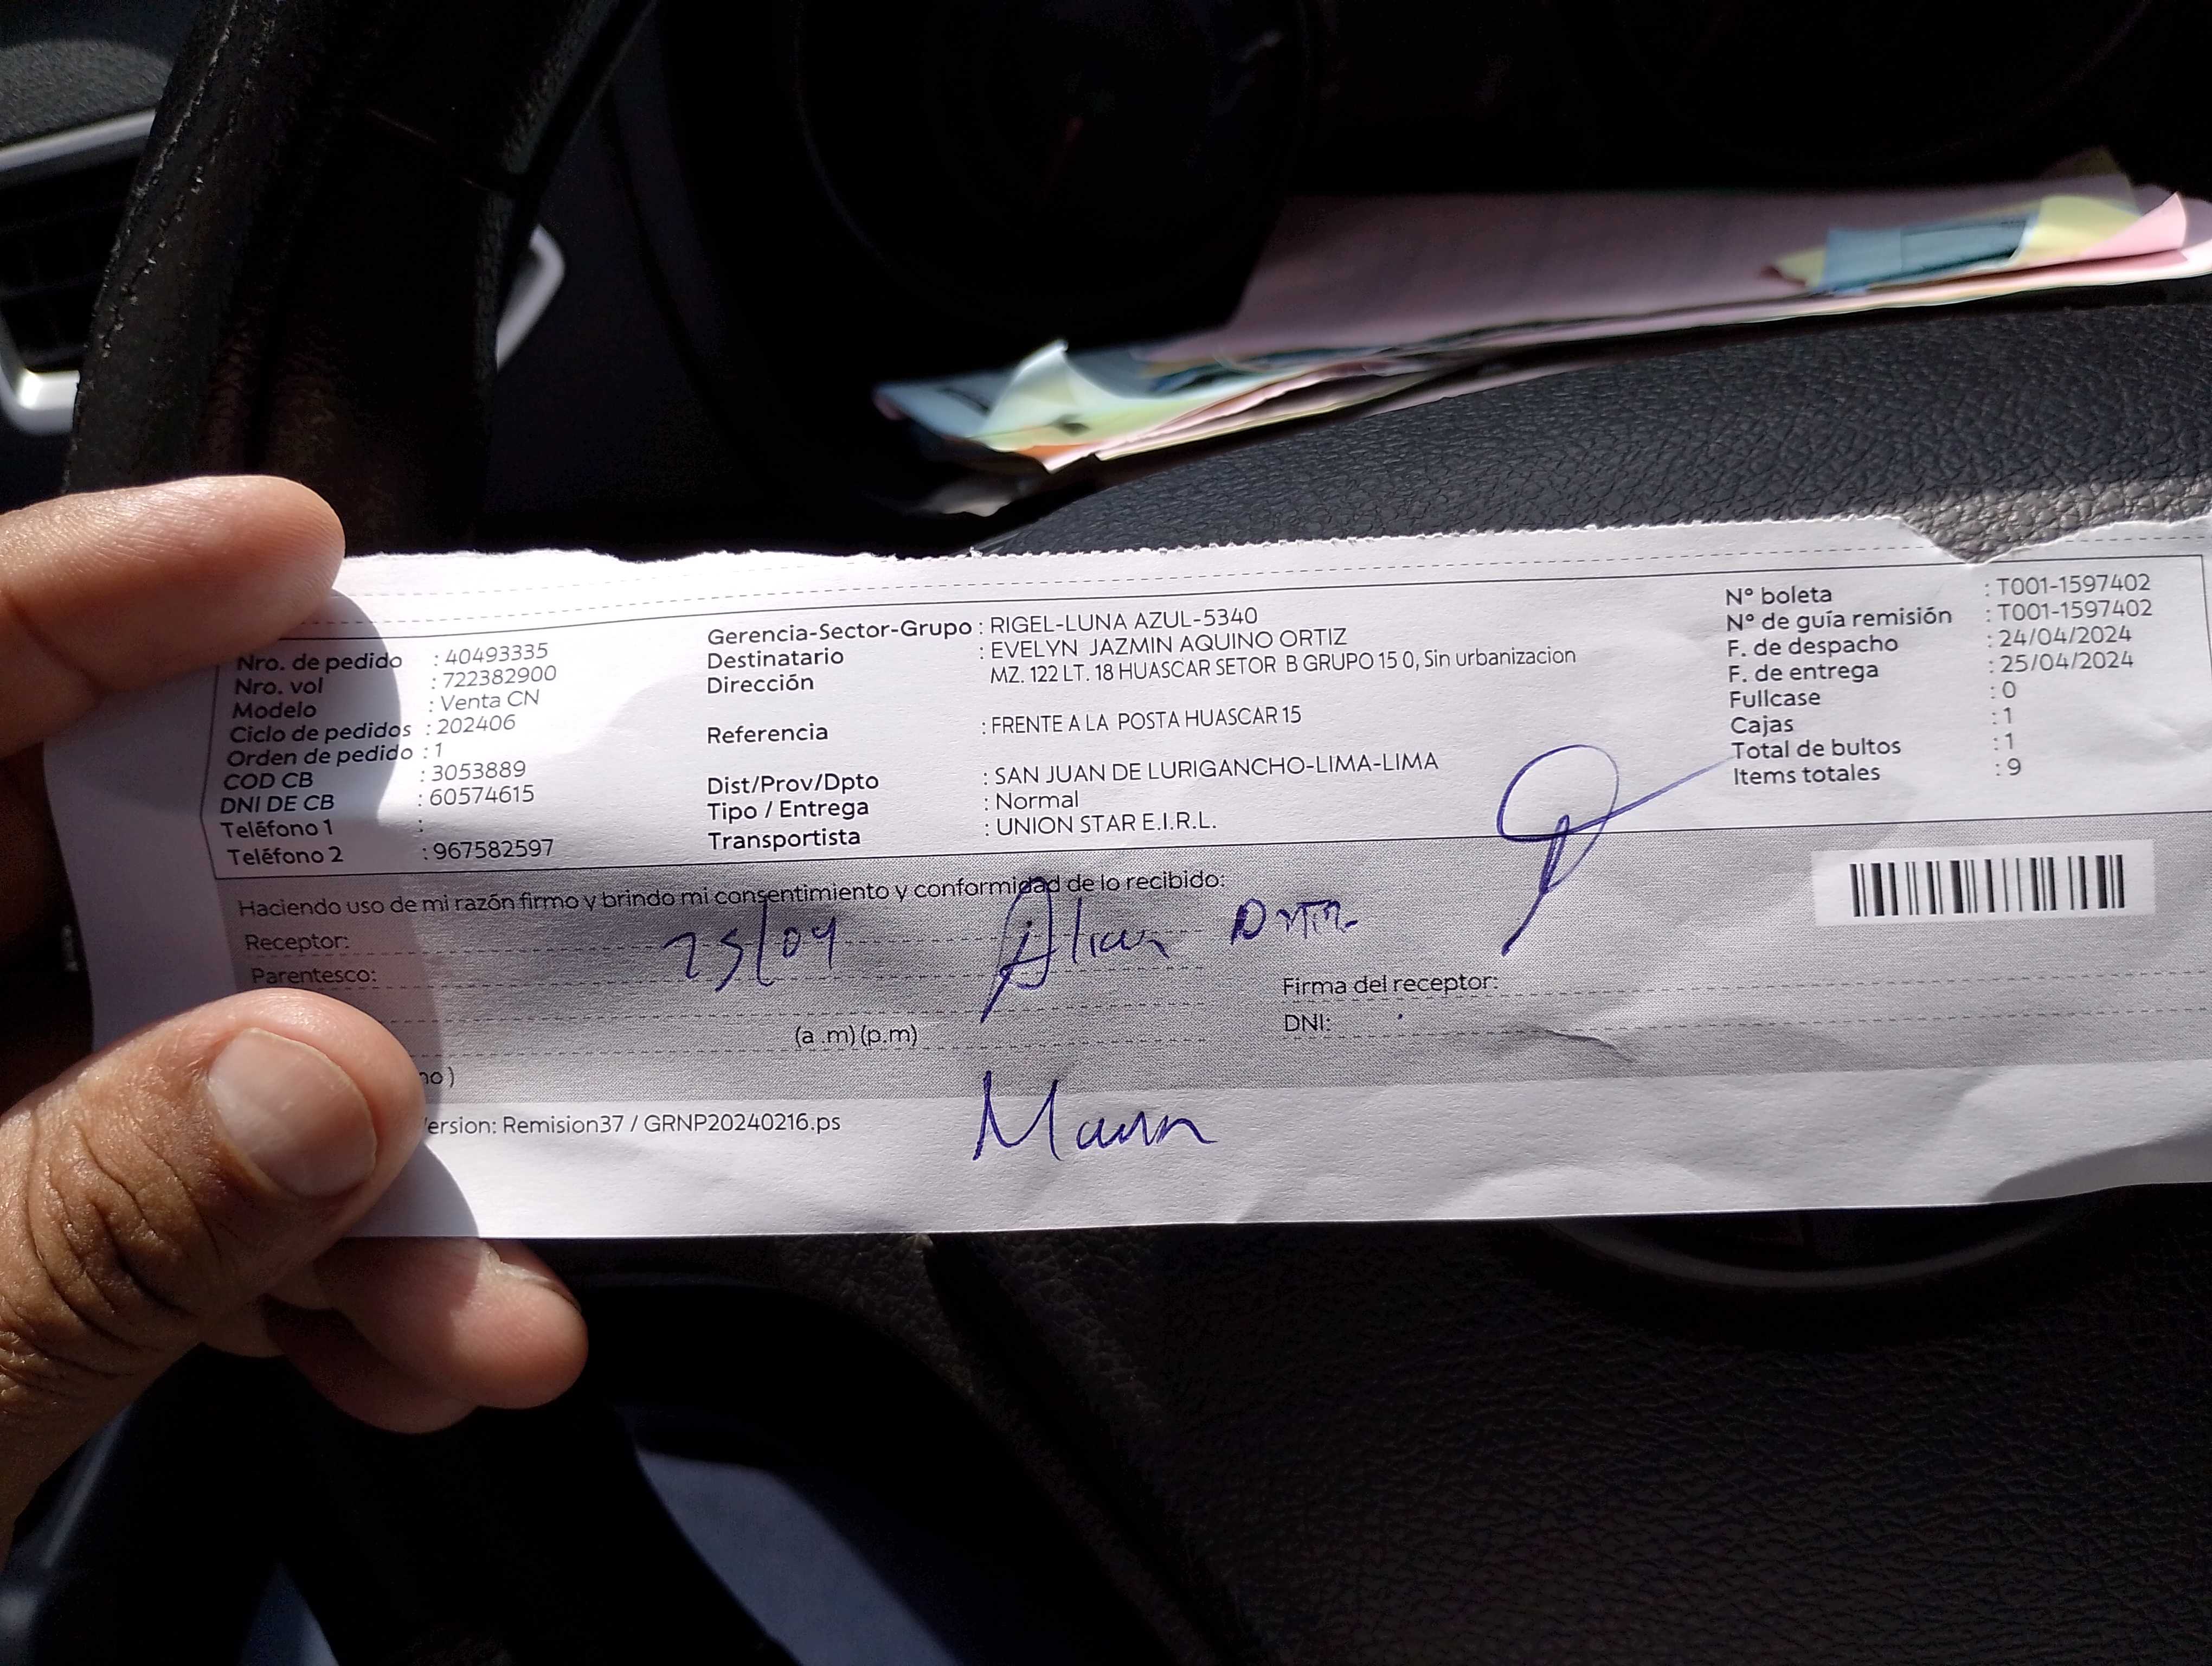 Nro. de pedido : 40493335
Nro. vol : 722382900
Modelo : Venta CN
Ciclo de pedidos : 202406
Orden de pedido : 1
COD CB : 3053889
DNI DE CB : 60574615
Teléfono 1 :
Teléfono 2 : 967582597
Gerencia-Sector-Grupo : RIGEL-LUNA AZUL-5340
Destinatario : EVELYN JAZMIN AQUINO ORTIZ
Dirección MZ. 122 LT. 18 HUASCAR SETOR B GRUPO 15 0, Sin urbanizacion
Referencia : FRENTE A LA POSTA HUASCAR 15
Dist/Prov/Dpto : SAN JUAN DE LURIGANCHO-LIMA-LIMA
Tipo / Entrega : Normal
Transportista : UNION STAR E.I.R.L.
N° boleta : T001-1597402
N° de guía remisión : T001-1597402
F. de despacho : 24/04/2024
F. de entrega : 25/04/2024
Fullcase : 0
Cajas : 1
Total de bultos : 1
Items totales : 9
Haciendo uso de mi razón firmo y brindo mi consentimiento y conformidad de lo recibido:
Receptor: 25/04
Parentesco:
Firma del receptor:
(a .m) (p.m)
DNI:
no )
ersion: Remision37 / GRNP20240216.ps